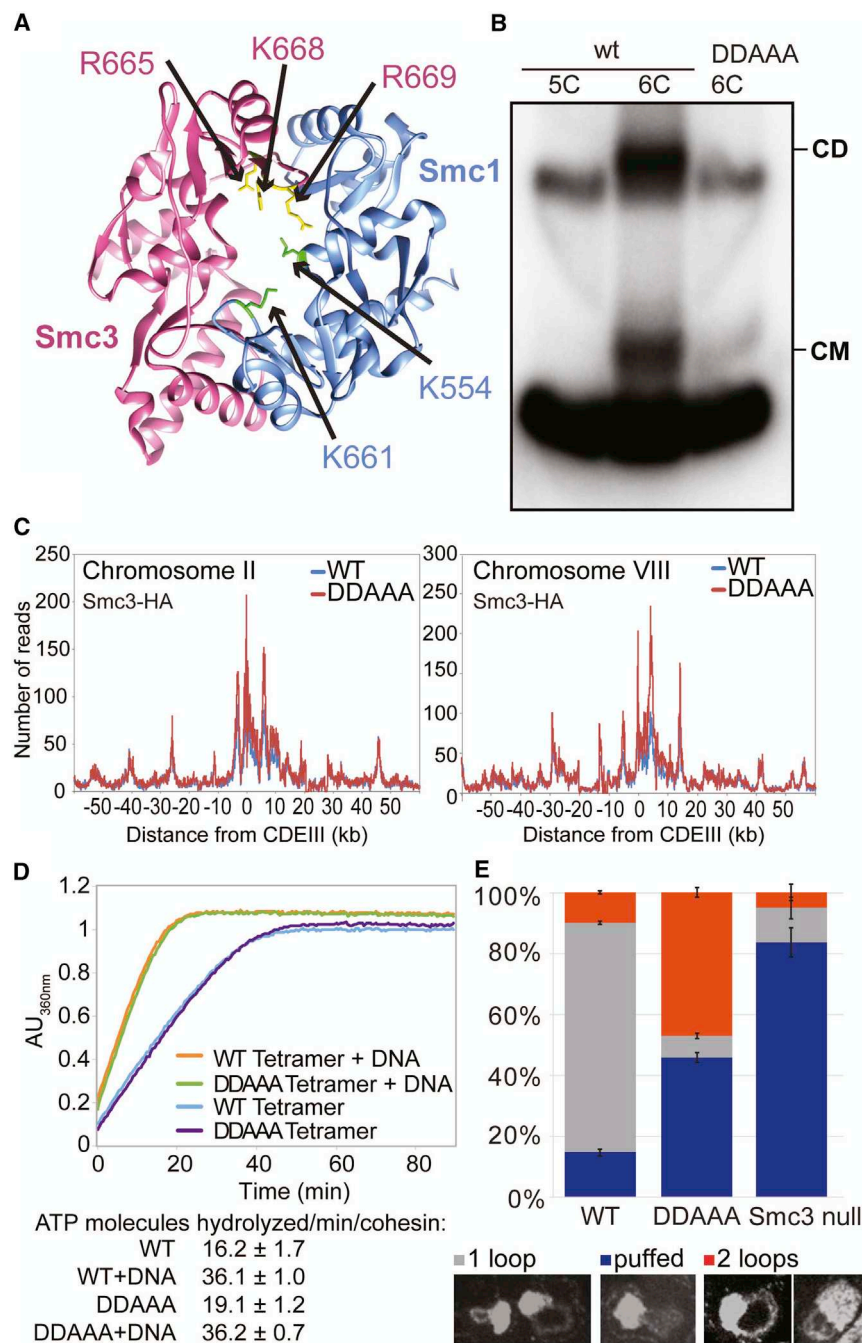 A
R665
K668
R669
Smc1
Smc3
K554
K661
B
wt
DDAAA
5C
6C
6C
CD
CM
C
250
200
150
100
50
0
Number of reads
Chromosome II
WT
Smc3-HA
DDAAA
-50
-40
-30
-20
-10
0
10
20
30
40
50
Distance from CDEIII (kb)
300
250
200
150
100
50
0
Chromosome VIII
WT
Smc3-HA
DDAAA
-50
-40
-30
-20
-10
0
10
20
30
40
50
Distance from CDEIII (kb)
D
1.2
1
0.8
0.6
0.4
0.2
0
AU360nm
WT Tetramer + DNA
DDAAA Tetramer + DNA
WT Tetramer
DDAAA Tetramer
0
20
40
60
80
Time (min)
ATP molecules hydrolyzed/min/cohesin:
WT 16.2 ± 1.7
WT+DNA 36.1 ± 1.0
DDAAA 19.1 ± 1.2
DDAAA+DNA 36.2 ± 0.7
E
100%
80%
60%
40%
20%
0%
WT
DDAAA
Smc3 null
1 loop
puffed
2 loops